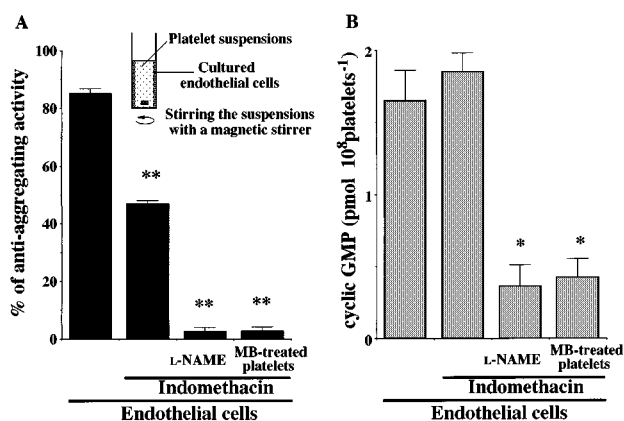 A
Platelet suspensions
Cultured
endothelial cells
Stirring the suspensions
with a magnetic stirrer
% of anti-aggregating activity
100
80
60
40
20
0
**
**
**
L-NAME
MB-treated
platelets
Indomethacin
Endothelial cells
B
cyclic GMP (pmol 10⁸platelets⁻¹)
2
1
0
*
*
L-NAME
MB-treated
platelets
Indomethacin
Endothelial cells